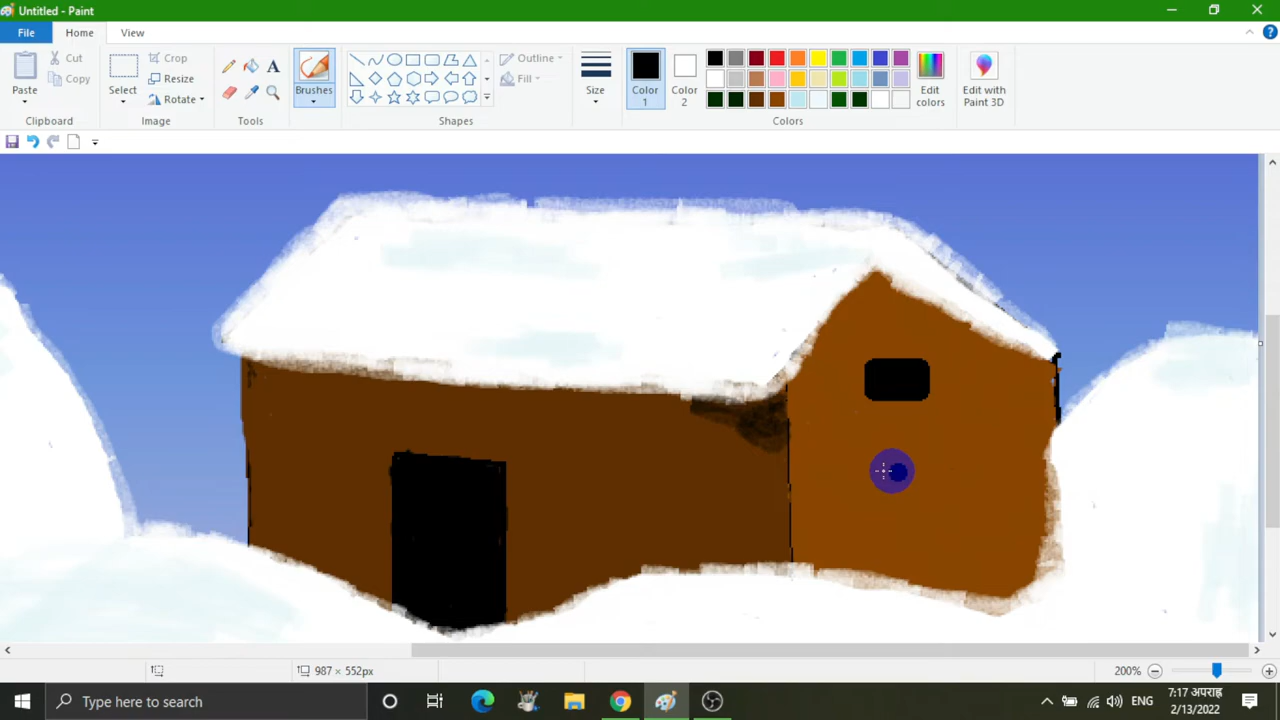 Untitled - Paint
File Home View
Paste
Cut
Copy
Clipboard
Select
Crop
Resize
Rotate
Image
A
Tools
Brushes
Outline
Fill
Shapes
Size
Color 1
Color 2
Colors
Edit colors
Edit with Paint 3D
987 × 552px
200%
Type here to search
ENG
7:17 अपराह्न
2/13/2022